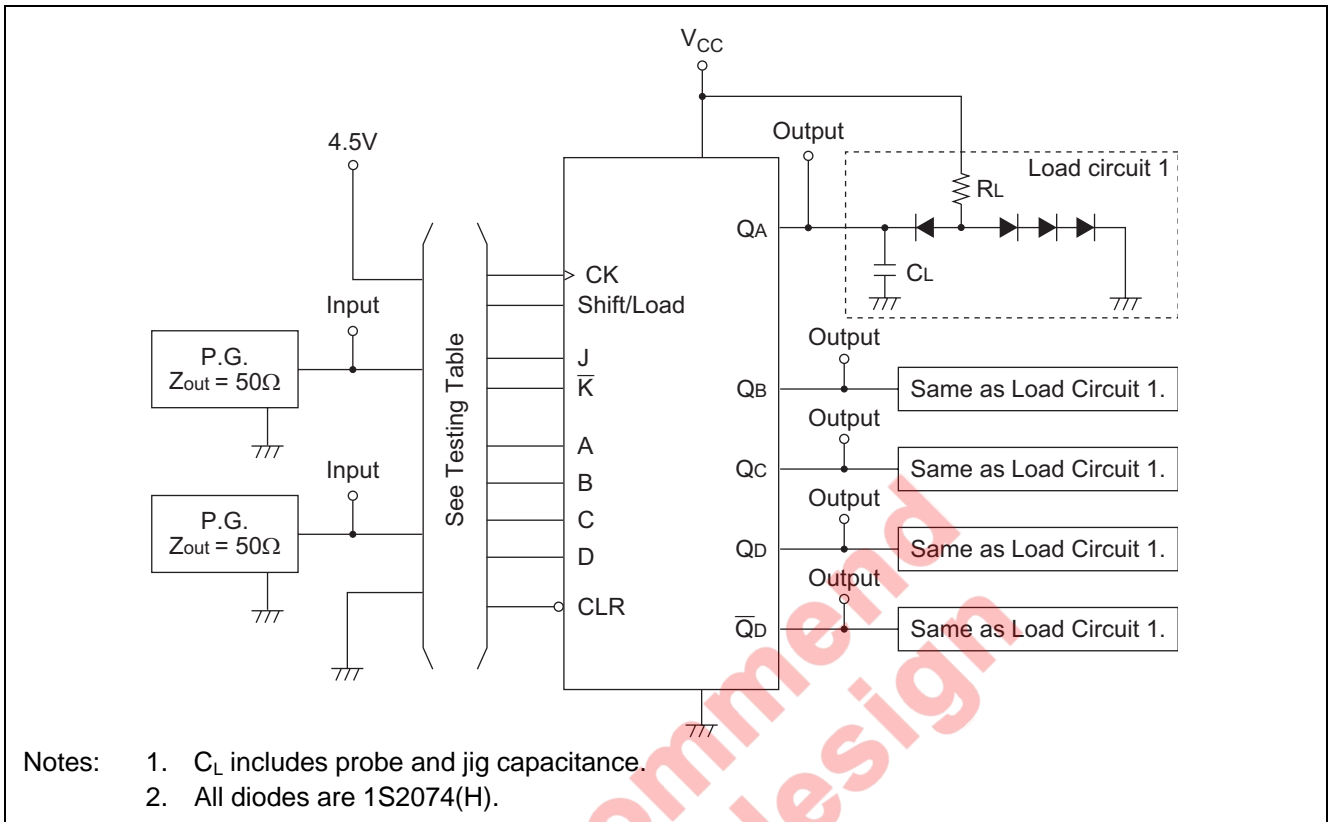 VCC
4.5V
Output
Load circuit 1
RL
QA
CL
CK
Shift/Load
Input
P.G.
Zout = 50Ω
J
K̅
See Testing Table
Output
QB
Same as Load Circuit 1.
A
B
C
D
Output
QC
Same as Load Circuit 1.
Input
P.G.
Zout = 50Ω
Output
QD
Same as Load Circuit 1.
CLR
Output
Q̅D
Same as Load Circuit 1.
Notes: 1. CL includes probe and jig capacitance.
2. All diodes are 1S2074(H).
ommend
design